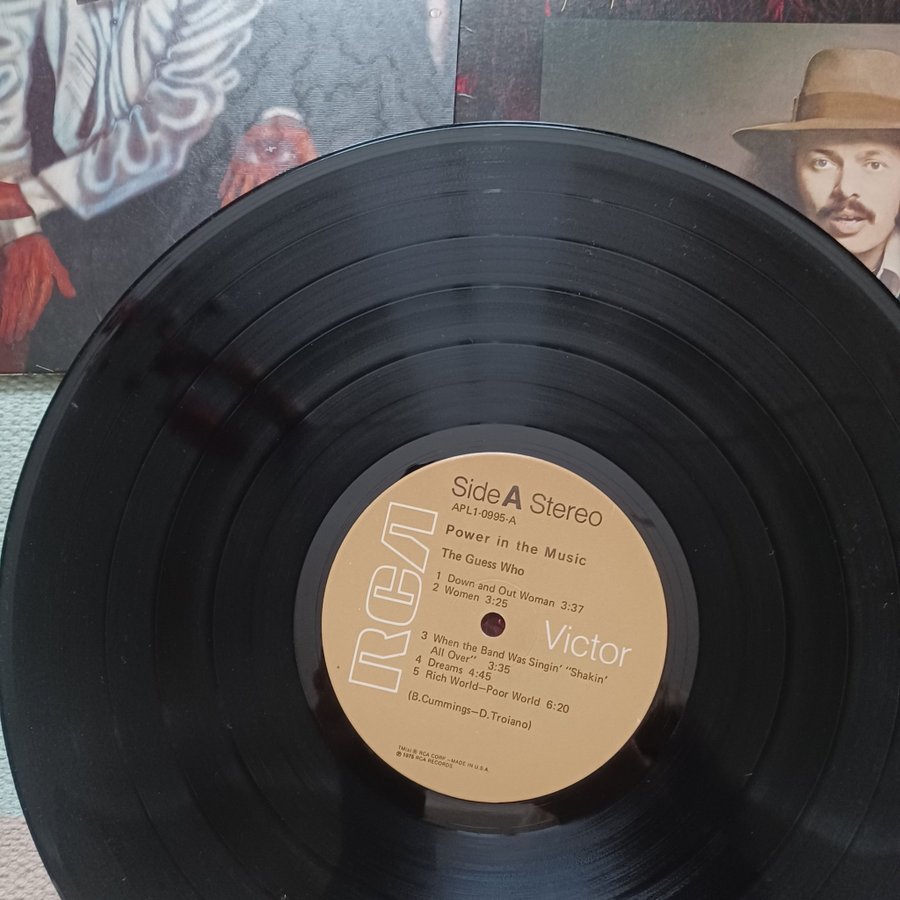 Side A Stereo
APL1-0995-A
Power in the Music
The Guess Who
1 Down and Out Woman 3:37
2 Women 3:25
RCA
Victor
3 When the Band Was Singin' "Shakin'
All Over" 3:35
4 Dreams 4:45
5 Rich World—Poor World 6:20
(B.Cummings—D.Troiano)
TM(s) ® RCA CORP.—MADE IN U.S.A.
℗ 1975 RCA RECORDS